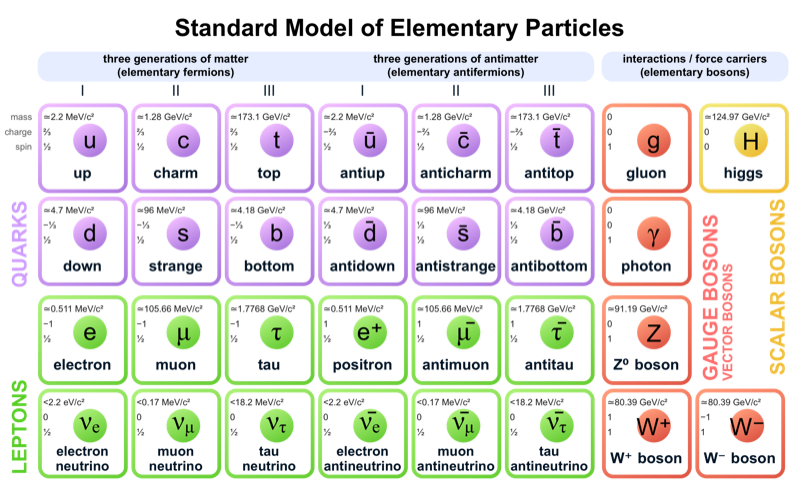 Standard Model of Elementary Particles
three generations of matter
(elementary fermions)
three generations of antimatter
(elementary antifermions)
interactions / force carriers
(elementary bosons)
I
II
III
I
II
III
mass
charge
spin
QUARKS
≃2.2 MeV/c²
⅔
½
u
up
≃1.28 GeV/c²
⅔
½
c
charm
≃173.1 GeV/c²
⅔
½
t
top
≃2.2 MeV/c²
−⅔
½
ū
antiup
≃1.28 GeV/c²
−⅔
½
c̄
anticharm
≃173.1 GeV/c²
−⅔
½
t̄
antitop
0
0
1
g
gluon
≃124.97 GeV/c²
0
0
H
higgs
≃4.7 MeV/c²
−⅓
½
d
down
≃96 MeV/c²
−⅓
½
s
strange
≃4.18 GeV/c²
−⅓
½
b
bottom
≃4.7 MeV/c²
⅓
½
d̄
antidown
≃96 MeV/c²
⅓
½
s̄
antistrange
≃4.18 GeV/c²
⅓
½
b̄
antibottom
0
0
1
γ
photon
LEPTONS
≃0.511 MeV/c²
−1
½
e
electron
≃105.66 MeV/c²
−1
½
μ
muon
≃1.7768 GeV/c²
−1
½
τ
tau
≃0.511 MeV/c²
1
½
e⁺
positron
≃105.66 MeV/c²
1
½
μ̄
antimuon
≃1.7768 GeV/c²
1
½
τ̄
antitau
≃91.19 GeV/c²
0
1
Z
Z⁰ boson
GAUGE BOSONS
VECTOR BOSONS
SCALAR BOSONS
<2.2 eV/c²
0
½
νe
electron
neutrino
<0.17 MeV/c²
0
½
νμ
muon
neutrino
<18.2 MeV/c²
0
½
ντ
tau
neutrino
<2.2 eV/c²
0
½
ν̄e
electron
antineutrino
<0.17 MeV/c²
0
½
ν̄μ
muon
antineutrino
<18.2 MeV/c²
0
½
ν̄τ
tau
antineutrino
≃80.39 GeV/c²
1
1
W⁺
W⁺ boson
≃80.39 GeV/c²
−1
1
W⁻
W⁻ boson